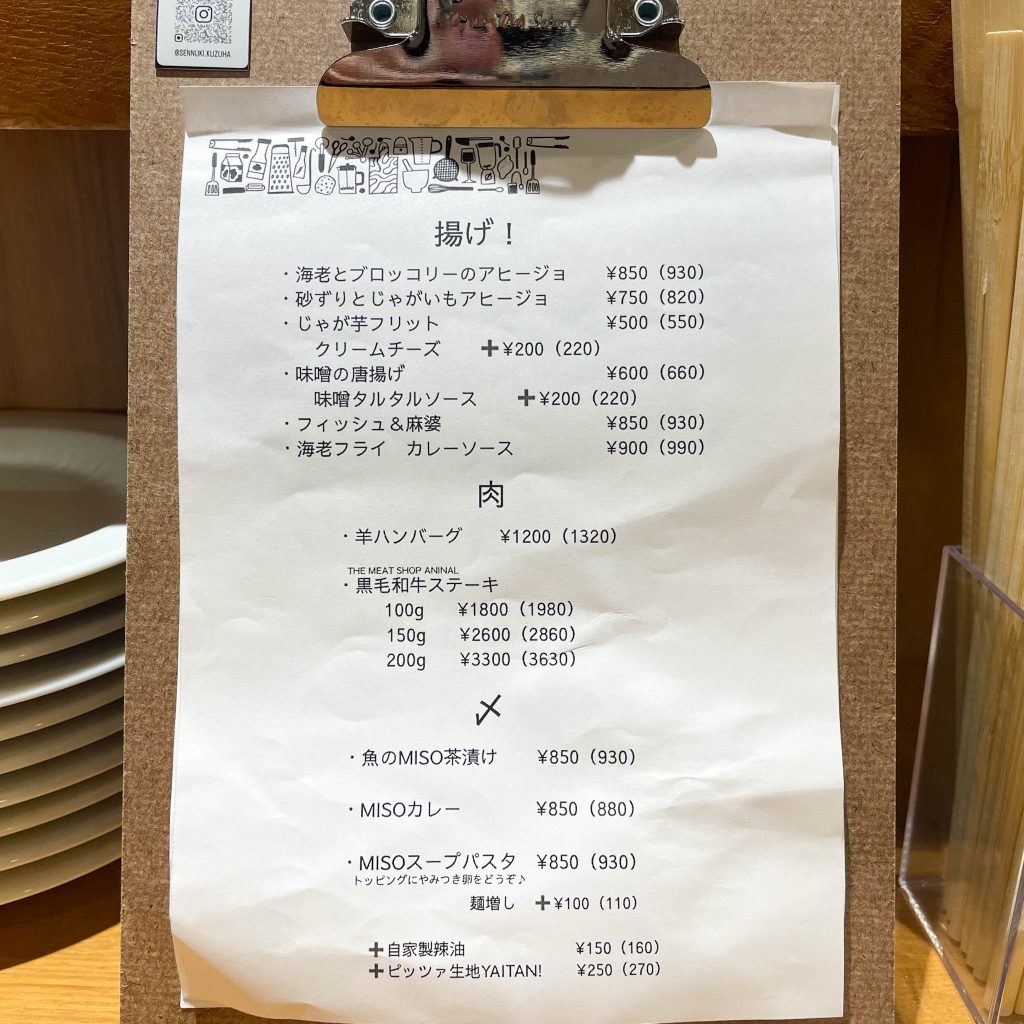 @SENNUKI.KUZUHA
揚げ！
・海老とブロッコリーのアヒージョ ¥850（930）
・砂ずりとじゃがいもアヒージョ ¥750（820）
・じゃが芋フリット ¥500（550）
クリームチーズ ➕¥200（220）
・味噌の唐揚げ ¥600（660）
味噌タルタルソース ➕¥200（220）
・フィッシュ＆麻婆 ¥850（930）
・海老フライ カレーソース ¥900（990）
肉
・羊ハンバーグ ¥1200（1320）
THE MEAT SHOP ANINAL
・黒毛和牛ステーキ
100g ¥1800（1980）
150g ¥2600（2860）
200g ¥3300（3630）
〆
・魚のMISO茶漬け ¥850（930）
・MISOカレー ¥850（880）
・MISOスープパスタ ¥850（930）
トッピングにやみつき卵をどうぞ♪
麺増し ➕¥100（110）
➕自家製辣油 ¥150（160）
➕ピッツァ生地YAITAN! ¥250（270）